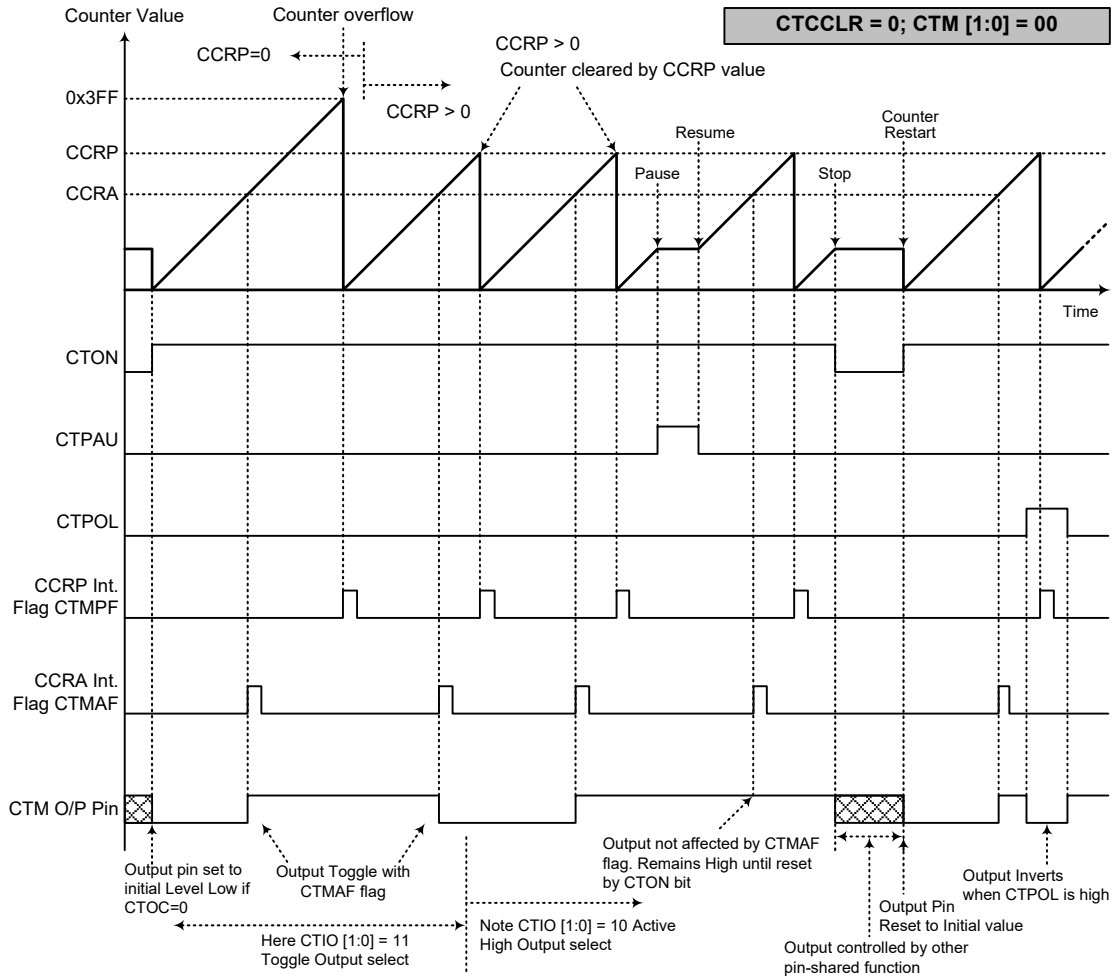 Counter Value
Counter overflow
CTCCLR = 0; CTM [1:0] = 00
CCRP=0
CCRP > 0
Counter cleared by CCRP value
0x3FF
CCRP > 0
CCRP
CCRA
Pause
Resume
Stop
Counter
Restart
Time
CTON
CTPAU
CTPOL
CCRP Int.
Flag CTMPF
CCRA Int.
Flag CTMAF
CTM O/P Pin
Output pin set to
initial Level Low if
CTOC=0
Output Toggle with
CTMAF flag
Output not affected by CTMAF
flag. Remains High until reset
by CTON bit
Output Inverts
when CTPOL is high
Here CTIO [1:0] = 11
Toggle Output select
Note CTIO [1:0] = 10 Active
High Output select
Output Pin
Reset to Initial value
Output controlled by other
pin-shared function